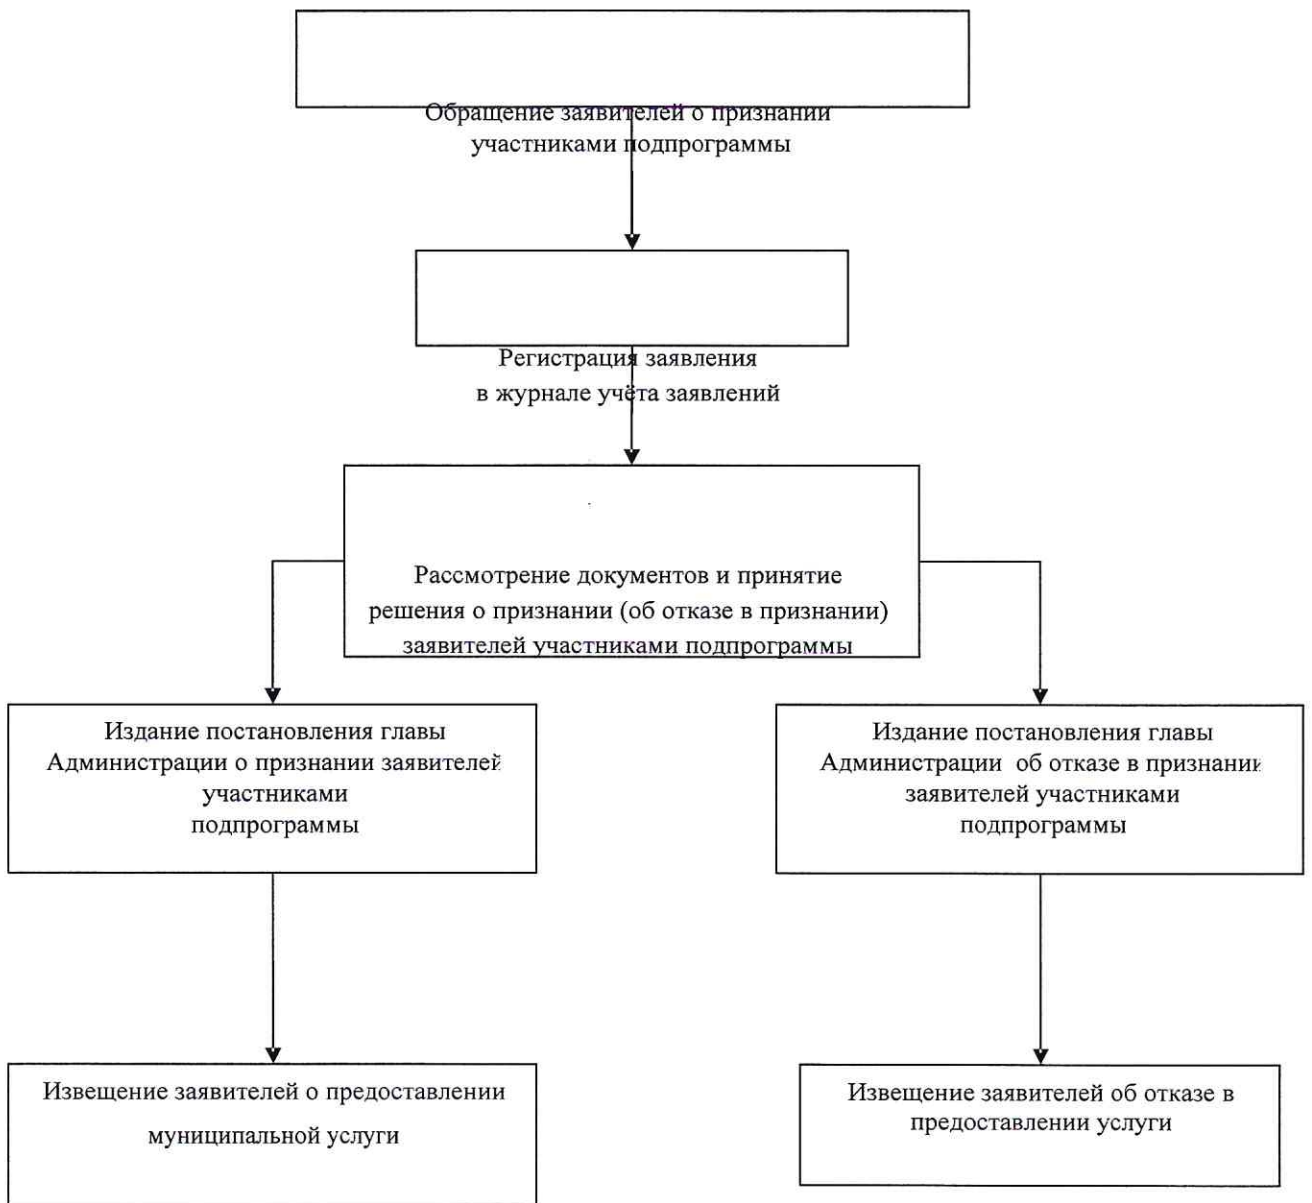 Обращение заявителей о признании
участниками подпрограммы
Регистрация заявления
в журнале учёта заявлений
Рассмотрение документов и принятие
решения о признании (об отказе в признании)
заявителей участниками подпрограммы
Издание постановления главы
Администрации о признании заявителей
участниками
подпрограммы
Издание постановления главы
Администрации об отказе в признании
заявителей участниками
подпрограммы
Извещение заявителей о предоставлении
муниципальной услуги
Извещение заявителей об отказе в
предоставлении услуги